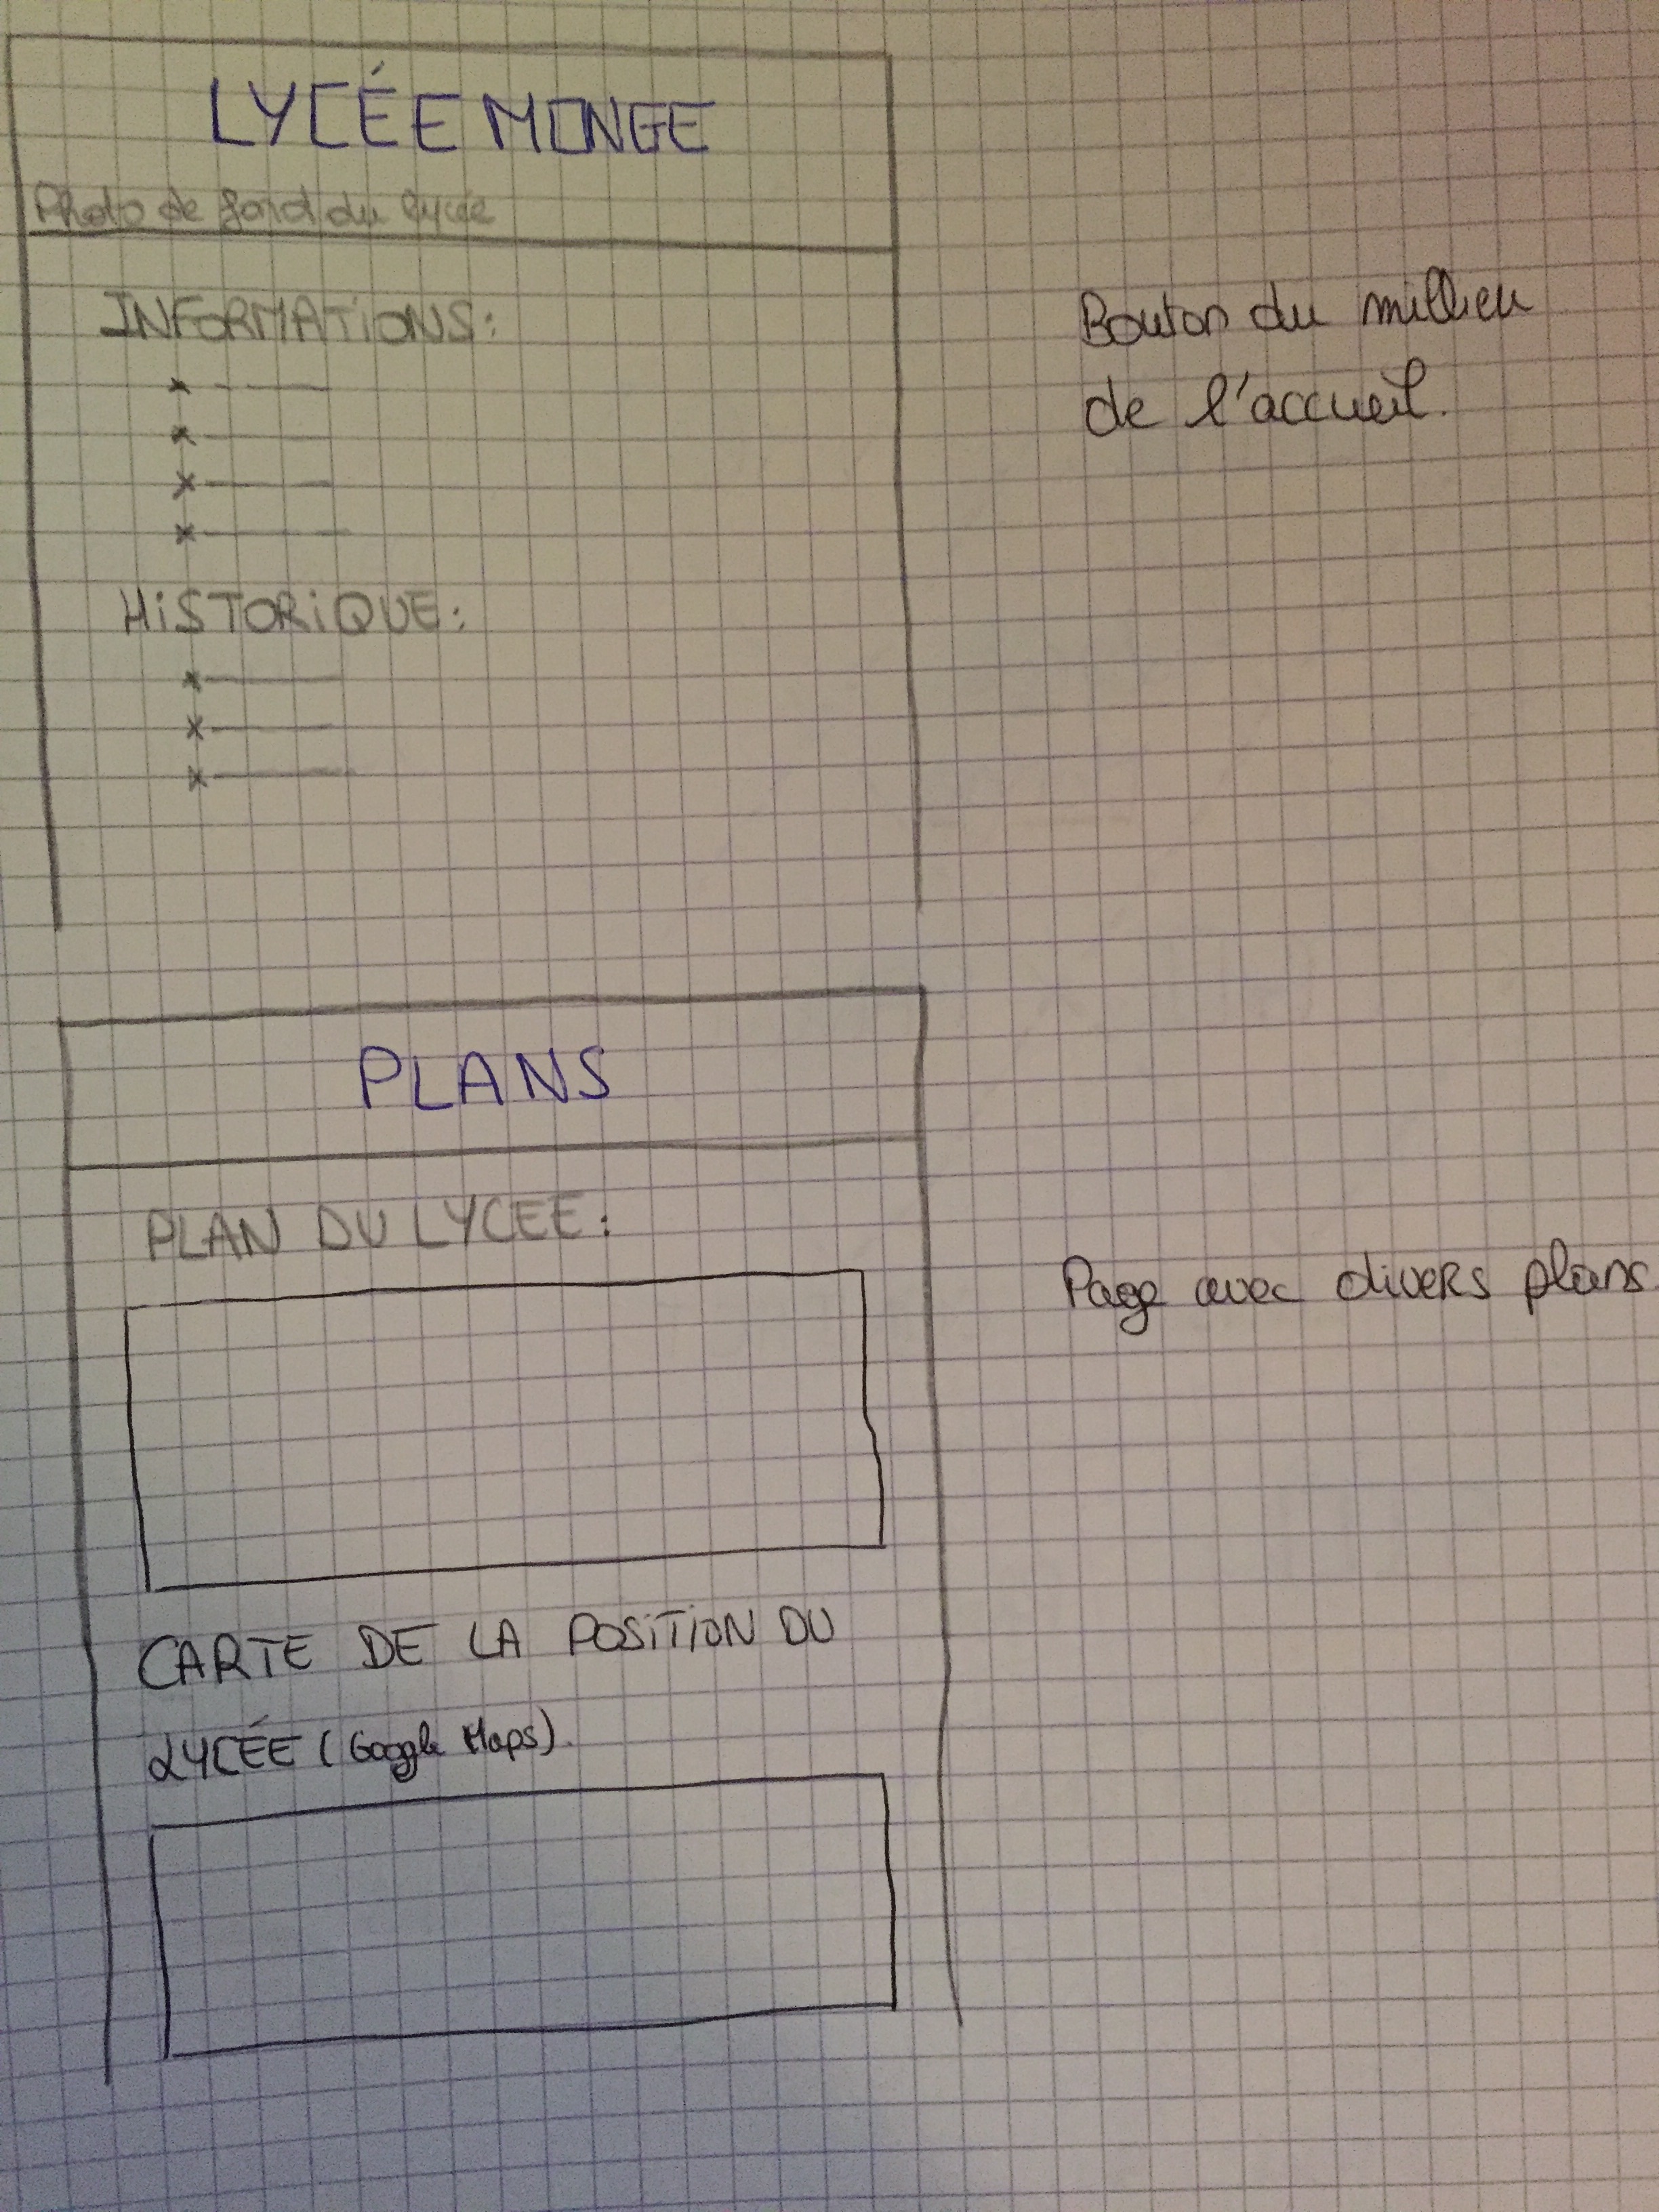 LYCÉE MONGE
Photo de fond du lycée
INFORMATIONS:
Bouton du millieu
de l'accueil.
HiSTORiQUE:
PLANS
PLAN DU LYCEE:
Page avec divers plans
CARTE DE LA POSiTiON DU
LYCÉE (Google Maps).